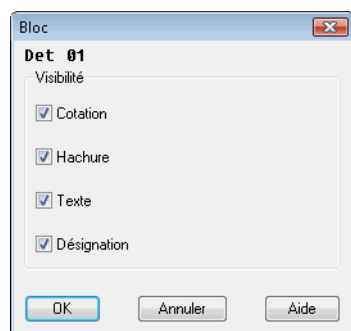 Bloc
Det 01
Visibilité
Cotation
Hachure
Texte
Désignation
OK Annuler Aide